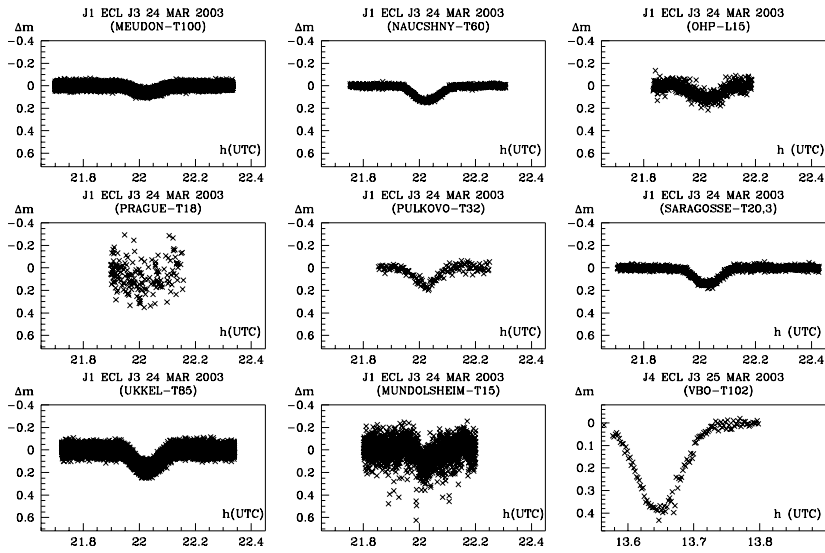 J1 ECL J3 24 MAR 2003
(MEUDON-T100)
Δm
-0.4
-0.2
0
0.2
0.4
0.6
h(UTC)
21.8 22 22.2 22.4
J1 ECL J3 24 MAR 2003
(NAUCSHNY-T60)
Δm
-0.4
-0.2
0
0.2
0.4
0.6
h(UTC)
21.8 22 22.2 22.4
J1 ECL J3 24 MAR 2003
(OHP-L15)
Δm
-0.4
-0.2
0
0.2
0.4
0.6
h (UTC)
21.8 22 22.2 22.4
J1 ECL J3 24 MAR 2003
(PRAGUE-T18)
Δm
-0.4
-0.2
0
0.2
0.4
0.6
h(UTC)
21.8 22 22.2 22.4
J1 ECL J3 24 MAR 2003
(PULKOVO-T32)
Δm
-0.4
-0.2
0
0.2
0.4
0.6
h(UTC)
21.8 22 22.2 22.4
J1 ECL J3 24 MAR 2003
(SARAGOSSE-T20,3)
Δm
-0.4
-0.2
0
0.2
0.4
0.6
h (UTC)
21.8 22 22.2 22.4
J1 ECL J3 24 MAR 2003
(UKKEL-T85)
Δm
-0.4
-0.2
0
0.2
0.4
0.6
h(UTC)
21.8 22 22.2 22.4
J1 ECL J3 24 MAR 2003
(MUNDOLSHEIM-T15)
Δm
-0.4
-0.2
0
0.2
0.4
0.6
h(UTC)
21.8 22 22.2 22.4
J4 ECL J3 25 MAR 2003
(VBO-T102)
Δm
0
0.1
0.2
0.3
0.4
h (UTC)
13.6 13.7 13.8